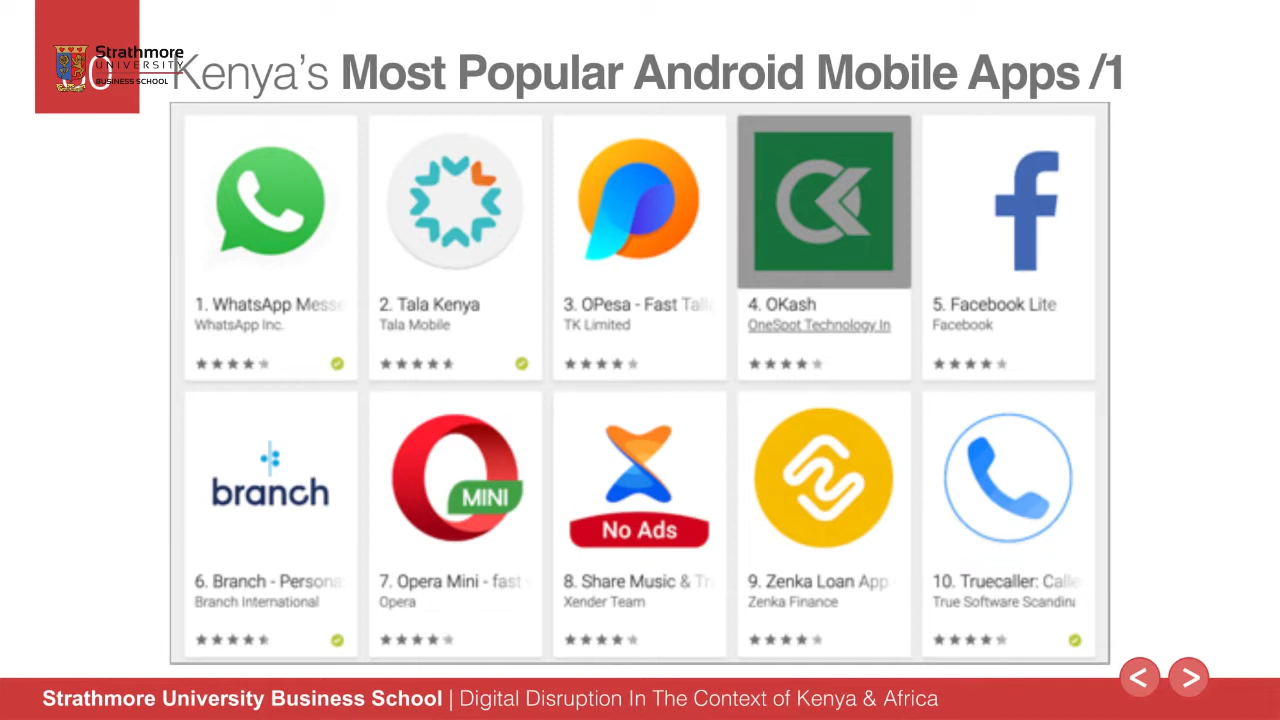 Strathmore
UNIVERSITY
BUSINESS SCHOOL
Kenya's Most Popular Android Mobile Apps /1
1. WhatsApp Messe
WhatsApp Inc.
2. Tala Kenya
Tala Mobile
3. OPesa - Fast Tala
TK Limited
4. OKash
OneSpot Technology In
5. Facebook Lite
Facebook
branch
MINI
No Ads
6. Branch - Persona
Branch International
7. Opera Mini - fast
Opera
8. Share Music & Tr
Xender Team
9. Zenka Loan App
Zenka Finance
10. Truecaller: Calle
True Software Scandina
Strathmore University Business School | Digital Disruption In The Context of Kenya & Africa
< >